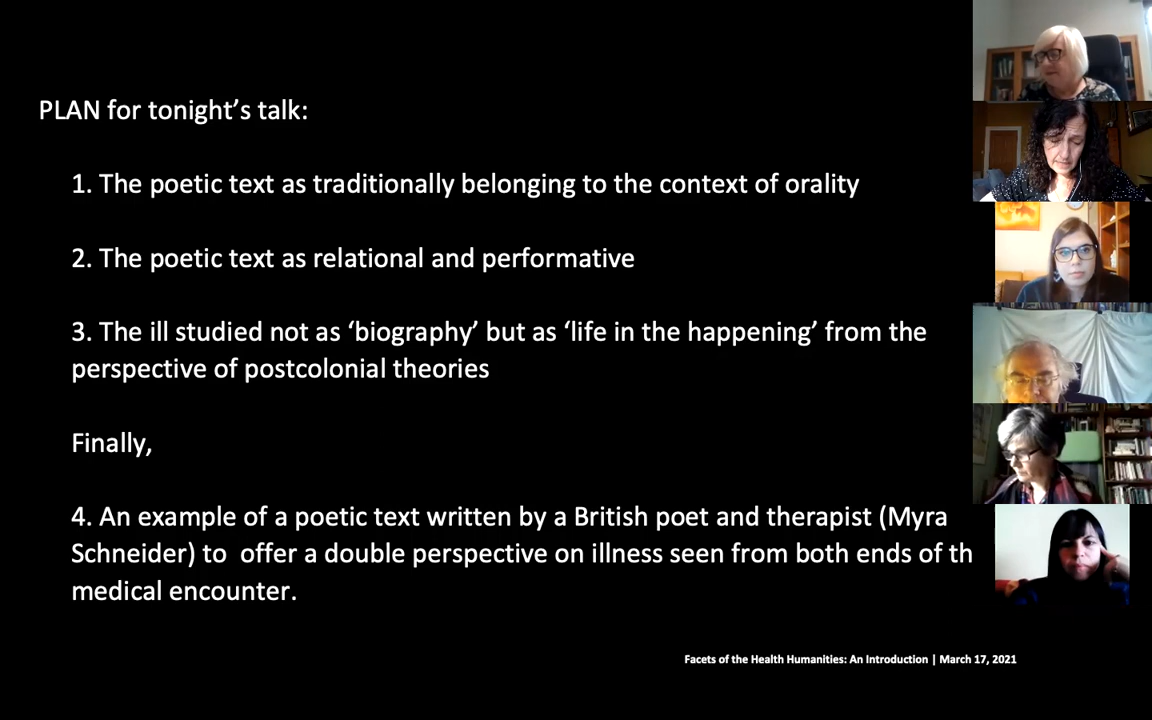 PLAN for tonight’s talk:
1. The poetic text as traditionally belonging to the context of orality
2. The poetic text as relational and performative
3. The ill studied not as ‘biography’ but as ‘life in the happening’ from the
perspective of postcolonial theories
Finally,
4. An example of a poetic text written by a British poet and therapist (Myra
Schneider) to  offer a double perspective on illness seen from both ends of th
medical encounter.
Facets of the Health Humanities: An Introduction | March 17, 2021